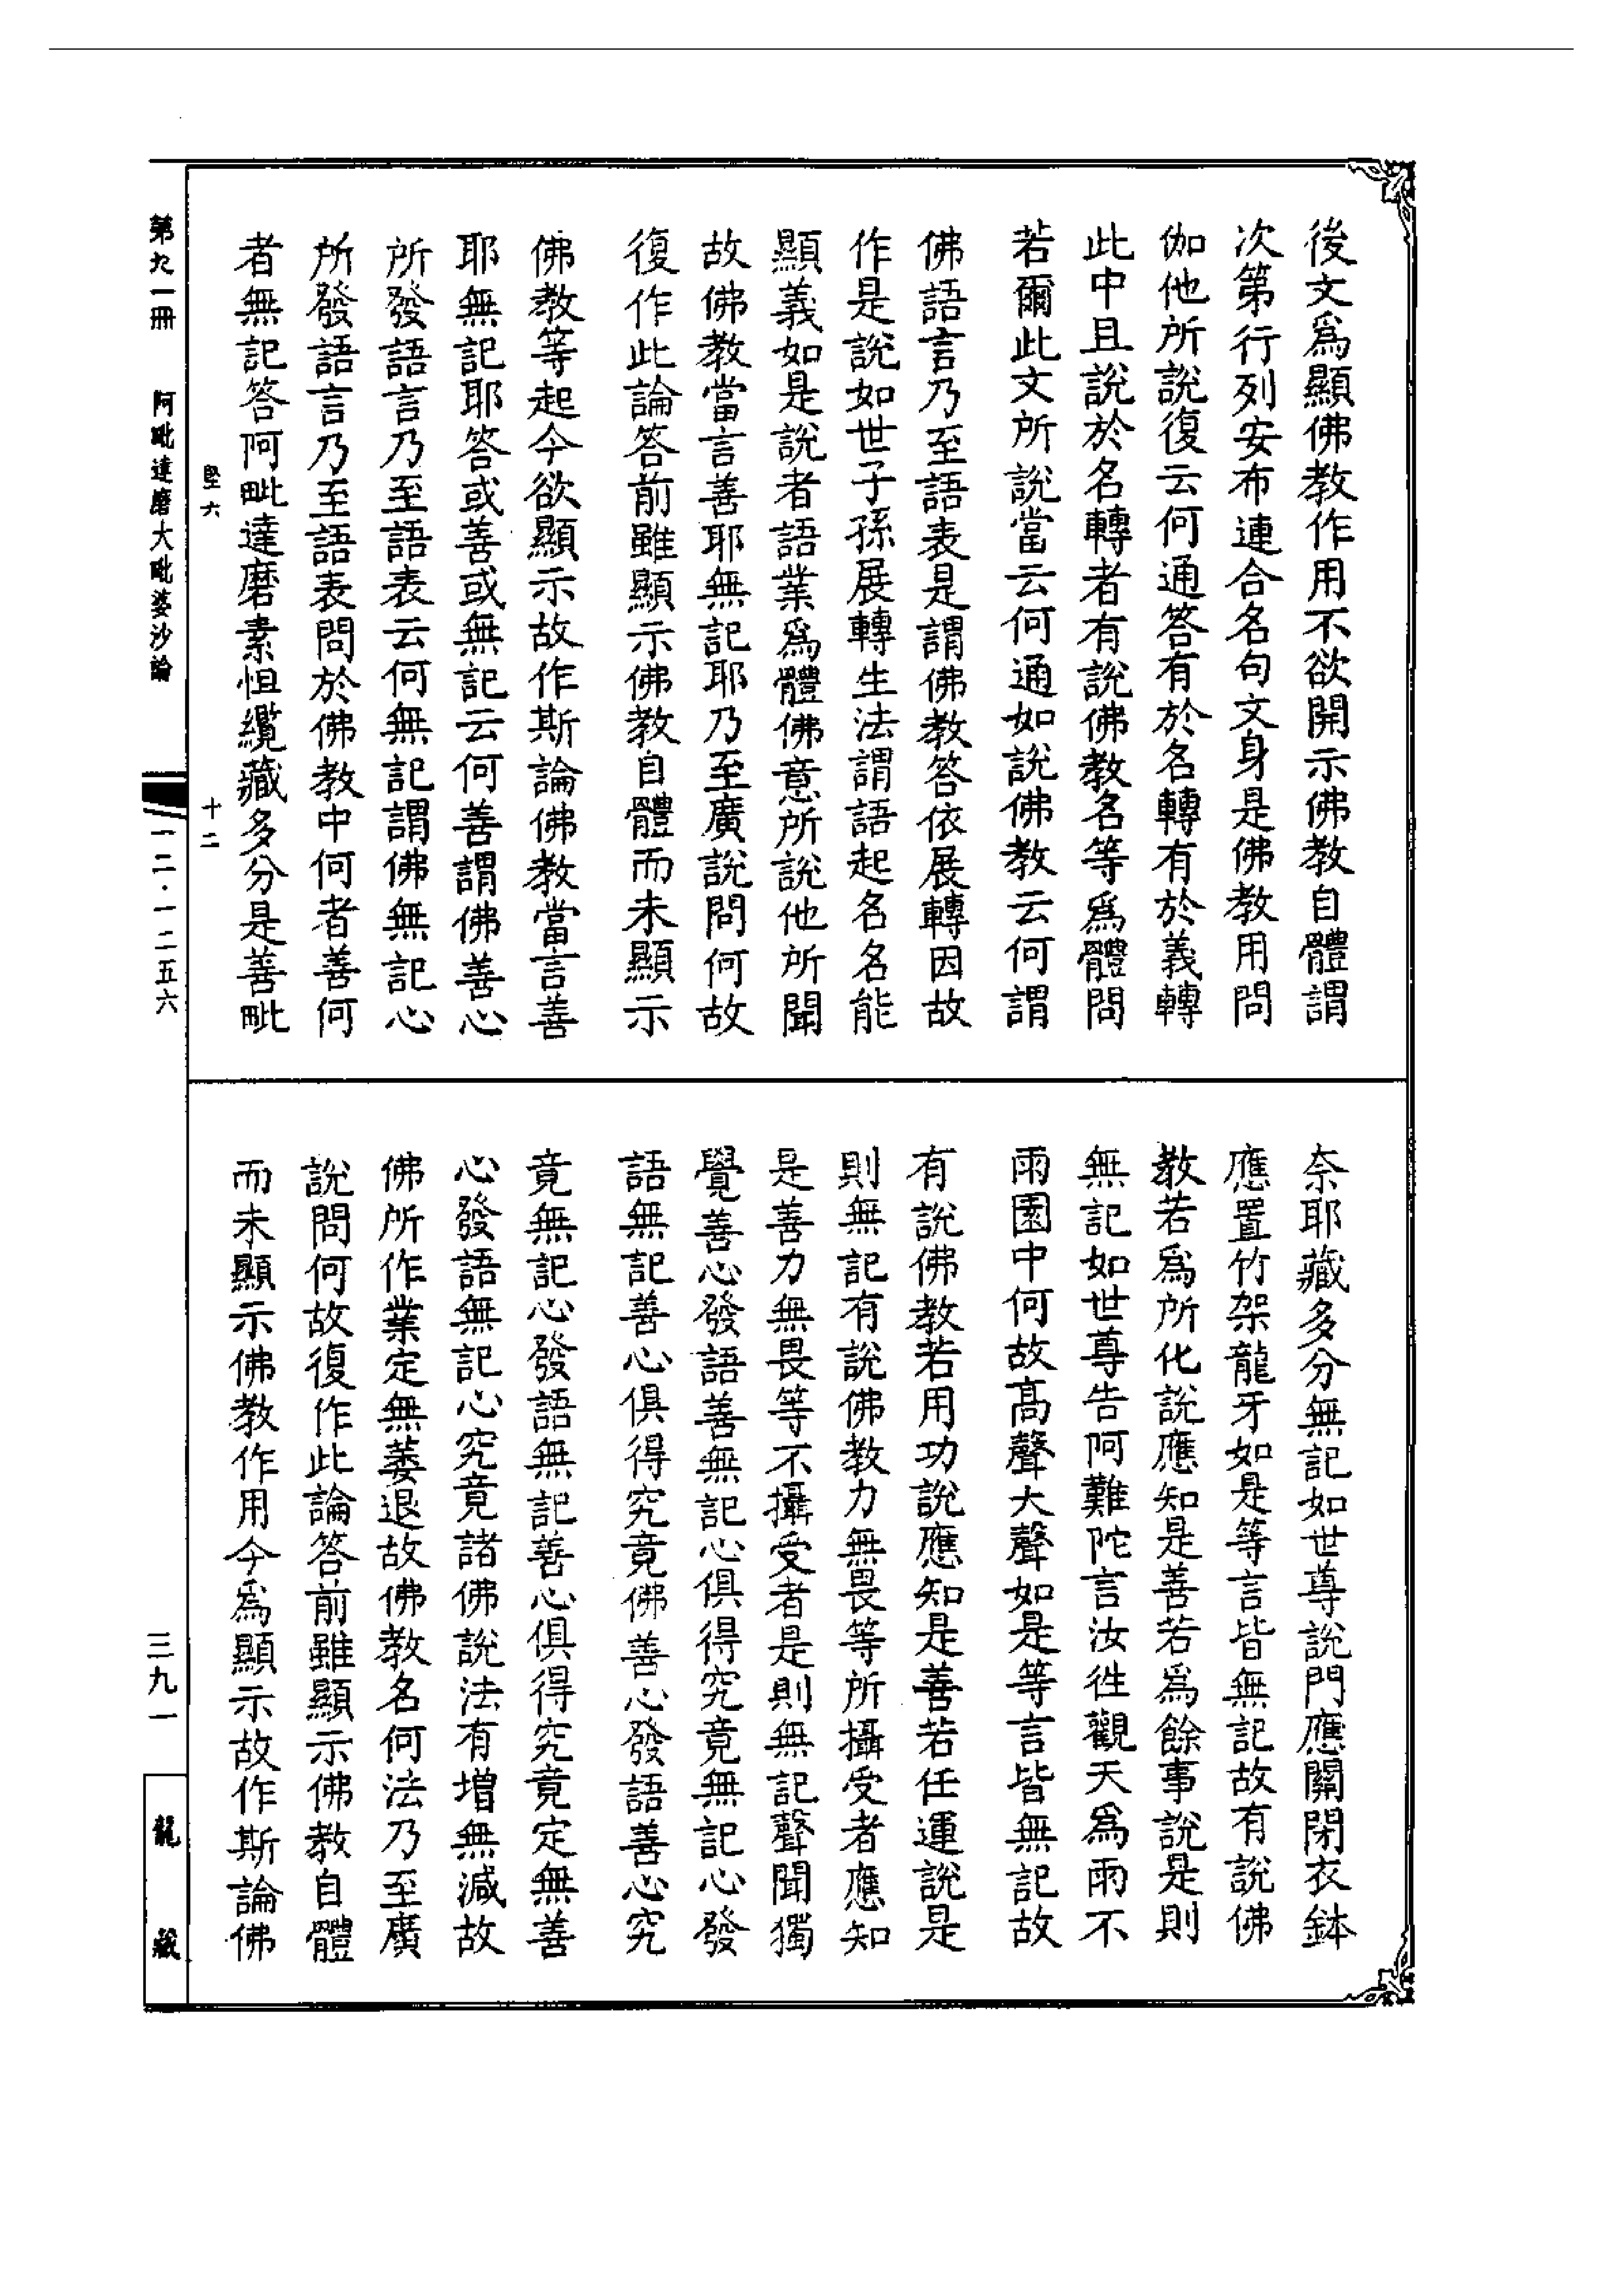 後文爲顯佛教作用不欲開示佛教自體謂
次第行列安布連合名句文身是佛教用問
伽他所說復云何通答有於名轉有於義轉
此中且說於名轉者有說佛教名等爲體問
若爾此文所說當云何通如說佛教云何謂
佛語言乃至語表是謂佛教答依展轉因故
作是說如世子孫展轉生法謂語起名名能
顯義如是說者語業爲體佛意所說他所聞
故佛教當言善耶無記耶乃至廣說問何故
復作此論答前雖顯示佛教自體而未顯示
佛教等起今欲顯示故作斯論佛教當言善
耶無記耶答或善或無記云何善謂佛善心
所發語言乃至語表云何無記謂佛無記心
所發語言乃至語表問於佛教中何者善何
者無記答阿毗達磨素怛纜藏多分是善毗
奈耶藏多分無記如世尊說門應關閉衣鉢
應置竹架龍牙如是等言皆無記故有說佛
教若爲所化說應知是善若爲餘事說是則
無記如世尊告阿難陀言汝徃觀天爲雨不
雨園中何故高聲大聲如是等言皆無記故
有說佛教若用功說應知是善若任運說是
則無記有說佛教力無畏等所攝受者應知
是善力無畏等不攝受者是則無記聲聞獨
覺善心發語善無記心俱得究竟無記心發
語無記善心俱得究竟佛善心發語善心究
竟無記心發語無記善心俱得究竟定無善
心發語無記心究竟諸佛說法有增無減故
佛所作業定無萎退故佛教名何法乃至廣
說問何故復作此論答前雖顯示佛教自體
而未顯示佛教作用今爲顯示故作斯論佛
堅六
十二
第九一冊
阿毗達磨大毗婆沙論
一二·一二五六
三九一
龍藏